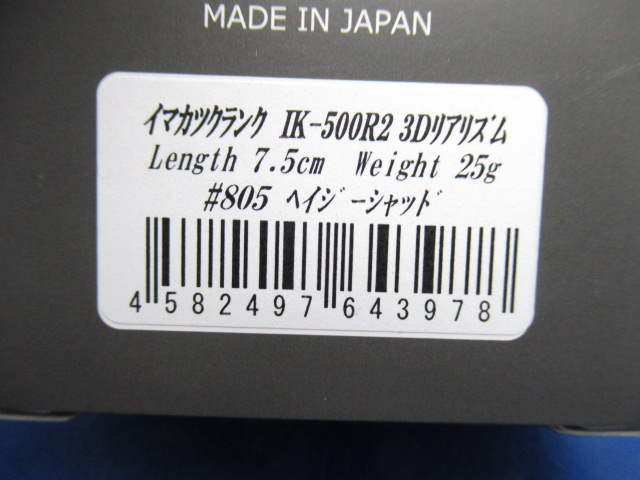 MADE IN JAPAN
ｲﾏｶﾂｸﾗﾝｸ IK-500R2 3Dﾘｱﾘｽﾞﾑ
Length 7.5cm Weight 25g
#805 ﾍｲｼﾞｰｼｬｯﾄﾞ
4 582497 643978